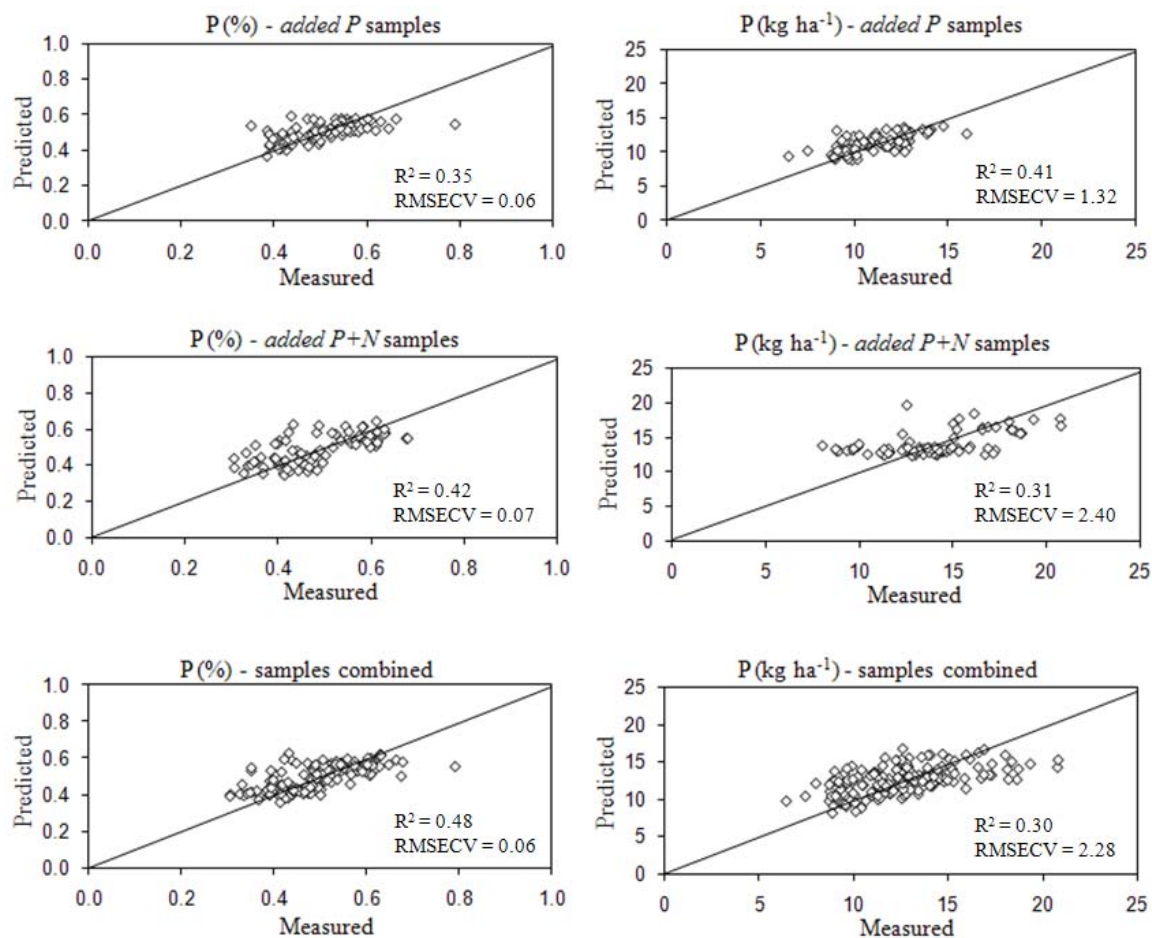 P (%) - added P samples
1.0
0.8
0.6
0.4
0.2
0.0
Predicted
R² = 0.35
RMSECV = 0.06
0.0 0.2 0.4 0.6 0.8 1.0
Measured
P (kg ha⁻¹) - added P samples
25
20
15
10
5
0
Predicted
R² = 0.41
RMSECV = 1.32
5 10 15 20 25
Measured
P (%) - added P+N samples
1.0
0.8
0.6
0.4
0.2
0.0
Predicted
R² = 0.42
RMSECV = 0.07
0.0 0.2 0.4 0.6 0.8 1.0
Measured
P (kg ha⁻¹) - added P+N samples
25
20
15
10
5
0
Predicted
R² = 0.31
RMSECV = 2.40
0 5 10 15 20 25
Measured
P (%) - samples combined
1.0
0.8
0.6
0.4
0.2
0.0
Predicted
R² = 0.48
RMSECV = 0.06
0.0 0.2 0.4 0.6 0.8 1.0
Measured
P (kg ha⁻¹) - samples combined
25
20
15
10
5
0
Predicted
R² = 0.30
RMSECV = 2.28
0 5 10 15 20 25
Measured